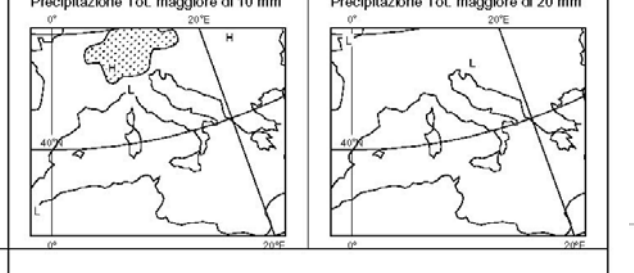 Precipitazione Tot. maggiore di 10 mm
Precipitazione Tot. maggiore di 20 mm
0° 20°E
0° 20°E
H
L
H
L
L
40°N
40°N
L
0° 20°E
0° 20°E